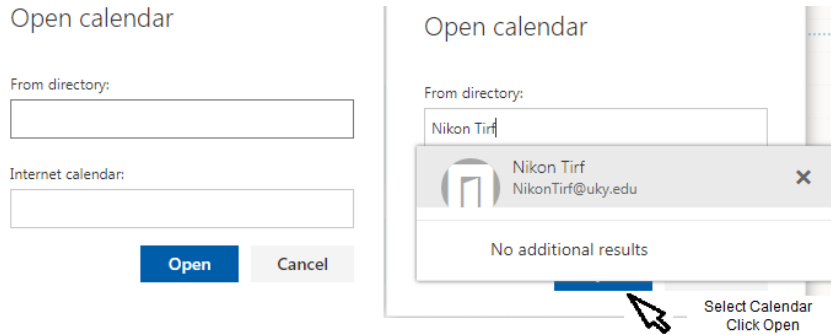 Open calendar
From directory:
Internet calendar:
Open
Cancel
Open calendar
From directory:
Nikon Tirf
Nikon Tirf
NikonTirf@uky.edu
No additional results
Select Calendar
Click Open